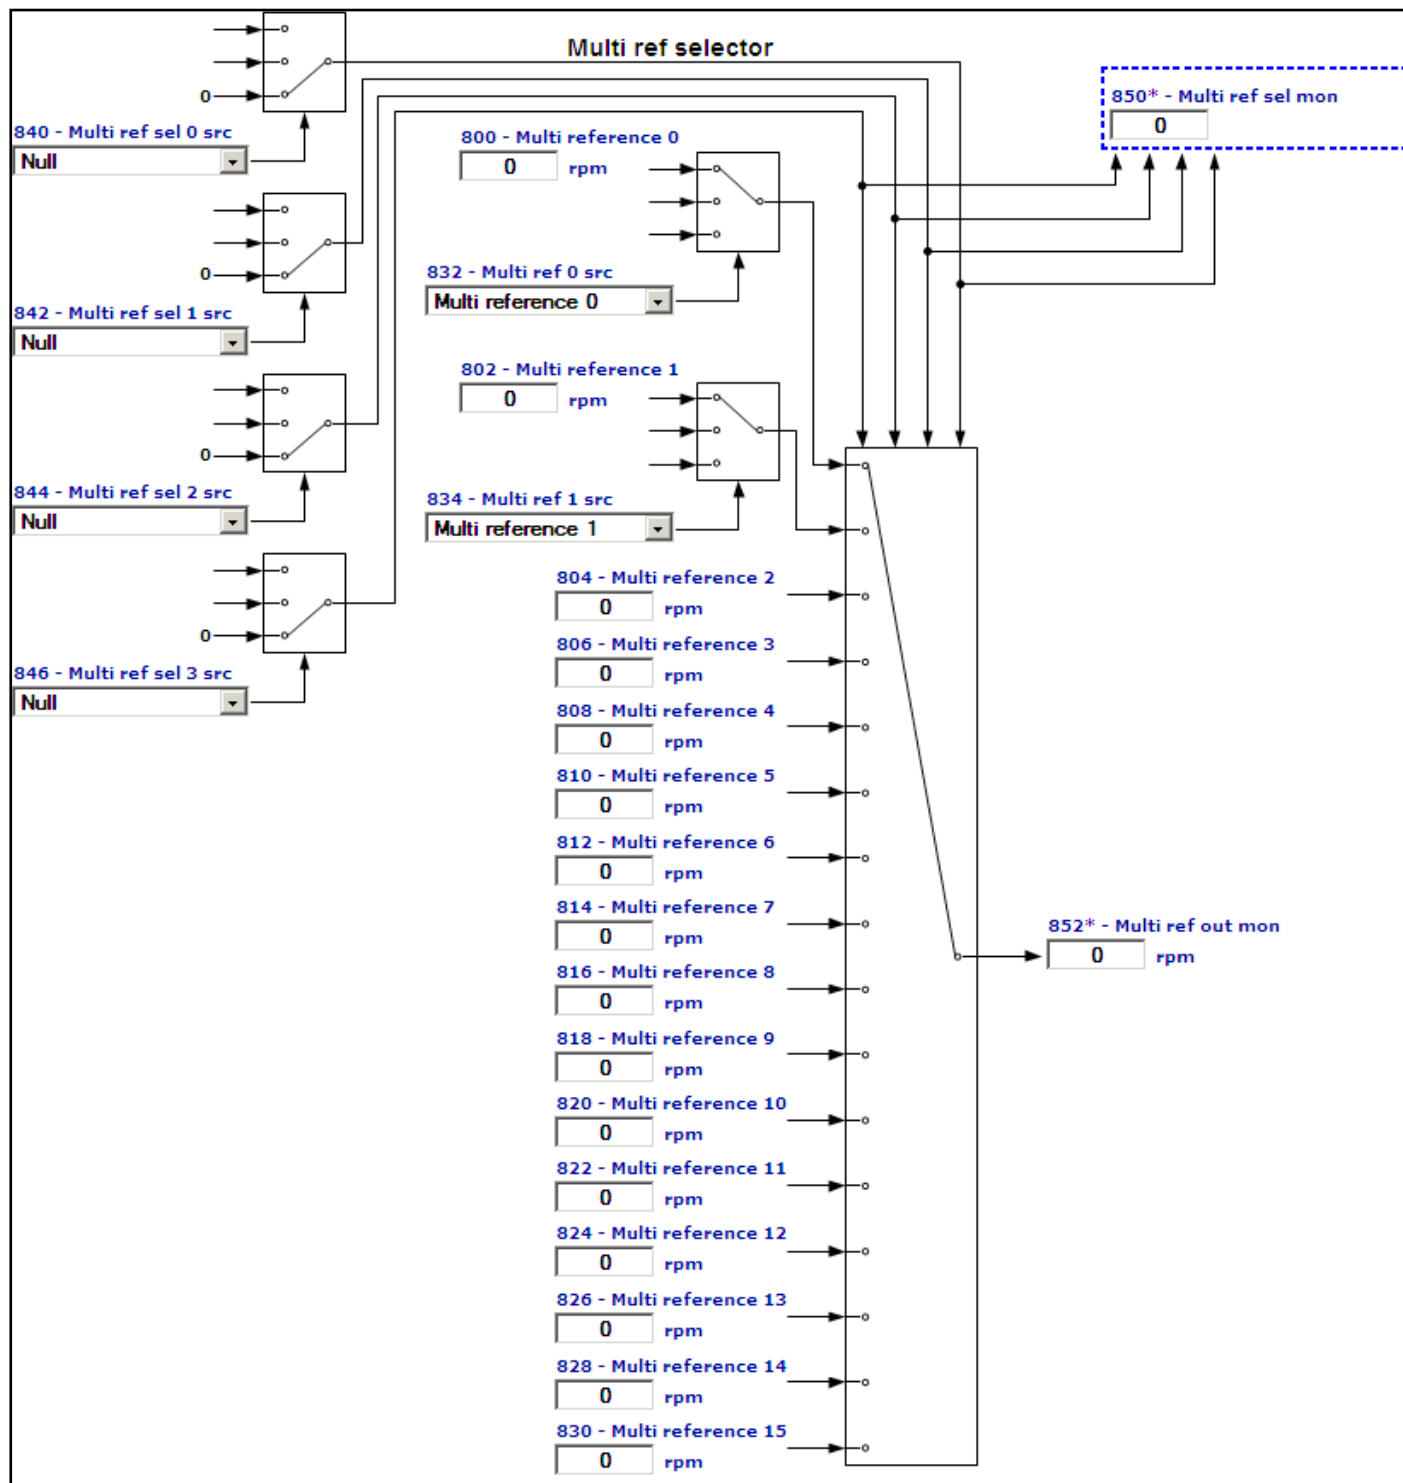 Multi ref selector
0
840 - Multi ref sel 0 src
Null
0
842 - Multi ref sel 1 src
Null
0
844 - Multi ref sel 2 src
Null
0
846 - Multi ref sel 3 src
Null
800 - Multi reference 0
0 rpm
832 - Multi ref 0 src
Multi reference 0
802 - Multi reference 1
0 rpm
834 - Multi ref 1 src
Multi reference 1
804 - Multi reference 2
0 rpm
806 - Multi reference 3
0 rpm
808 - Multi reference 4
0 rpm
810 - Multi reference 5
0 rpm
812 - Multi reference 6
0 rpm
814 - Multi reference 7
0 rpm
816 - Multi reference 8
0 rpm
818 - Multi reference 9
0 rpm
820 - Multi reference 10
0 rpm
822 - Multi reference 11
0 rpm
824 - Multi reference 12
0 rpm
826 - Multi reference 13
0 rpm
828 - Multi reference 14
0 rpm
830 - Multi reference 15
0 rpm
850* - Multi ref sel mon
0
852* - Multi ref out mon
0 rpm